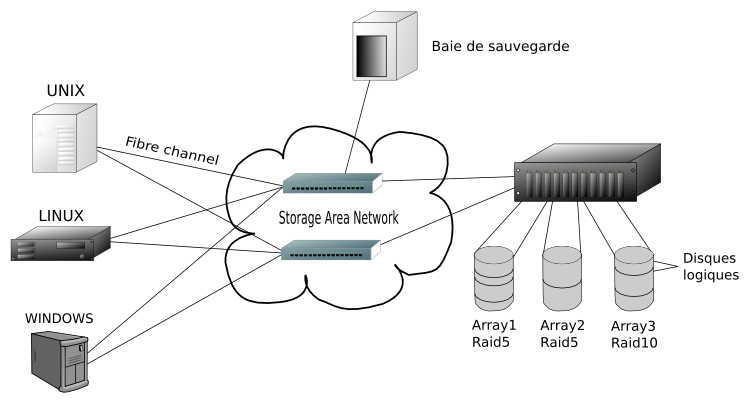 Baie de sauvegarde
UNIX
Fibre channel
LINUX
Storage Area Network
WINDOWS
Disques
logiques
Array1
Raid5
Array2
Raid5
Array3
Raid10